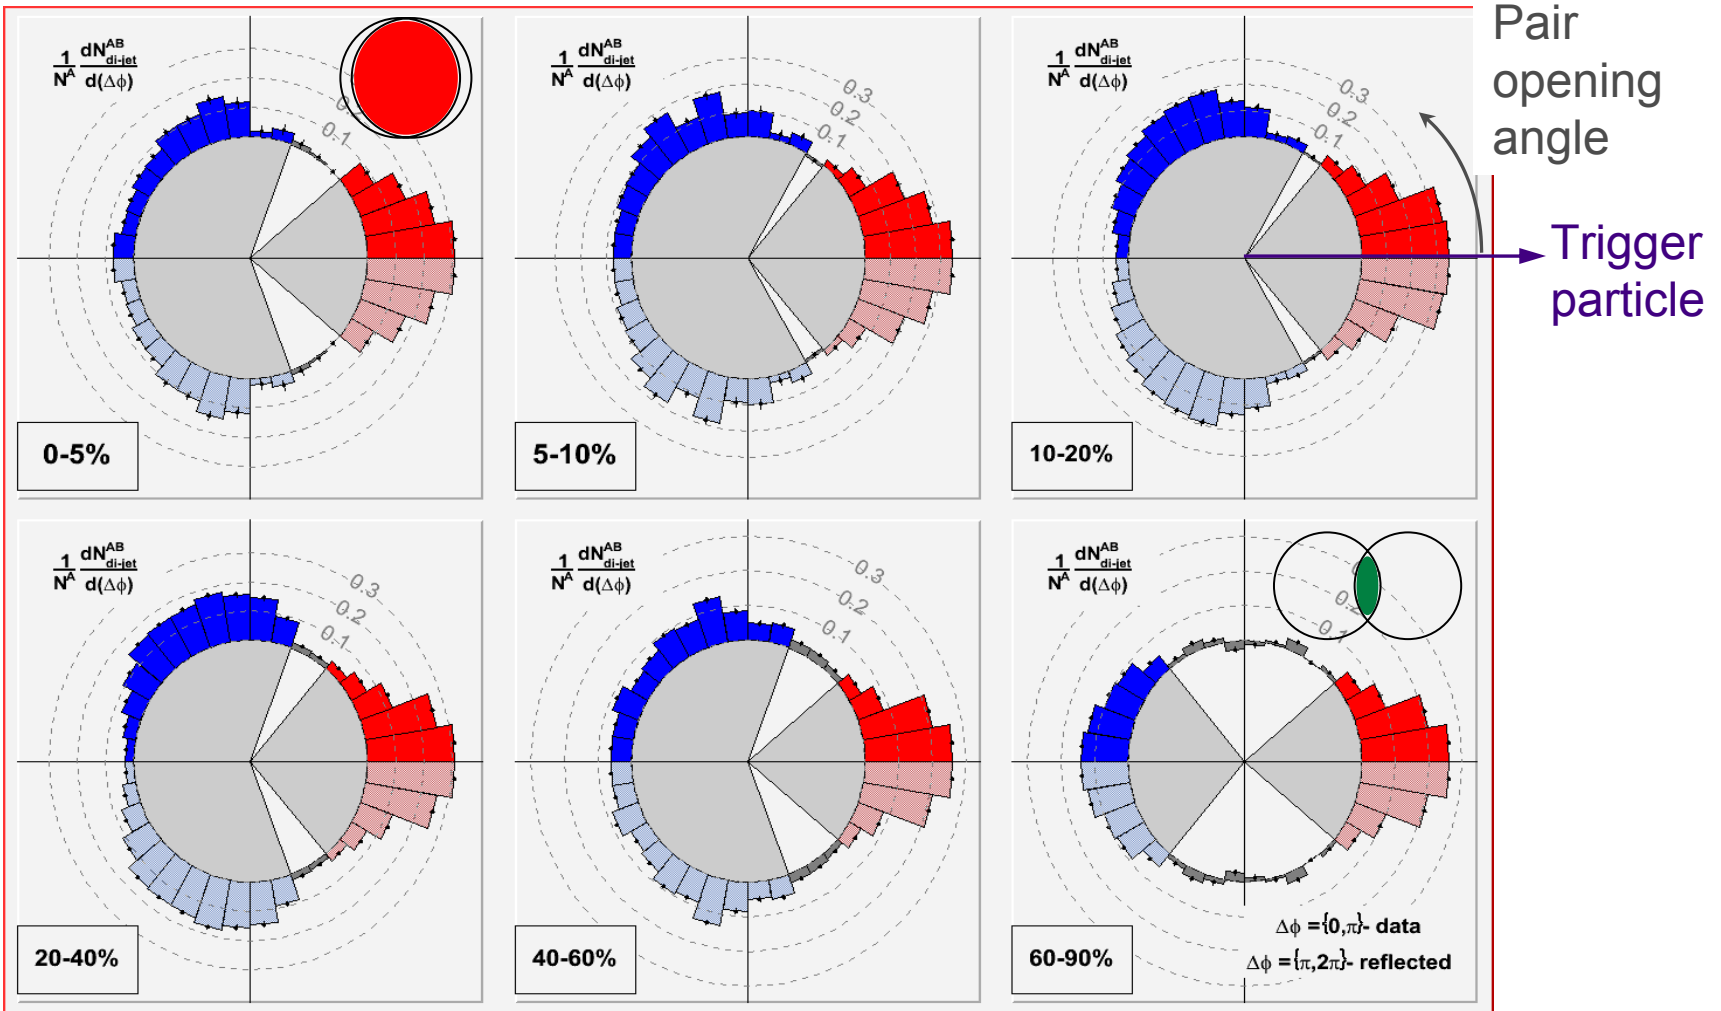 Pair
opening
angle
Trigger
particle
1/N^A dN^AB_di-jet/d(Δϕ)
0.1
0-5%
1/N^A dN^AB_di-jet/d(Δϕ)
0.3
0.2
0.1
5-10%
1/N^A dN^AB_di-jet/d(Δϕ)
0.3
0.2
0.1
10-20%
1/N^A dN^AB_di-jet/d(Δϕ)
0.3
0.2
0.1
20-40%
1/N^A dN^AB_di-jet/d(Δϕ)
0.3
0.2
0.1
40-60%
1/N^A dN^AB_di-jet/d(Δϕ)
0.2
0.1
60-90%
Δϕ ={0,π}- data
Δϕ ={π,2π}- reflected